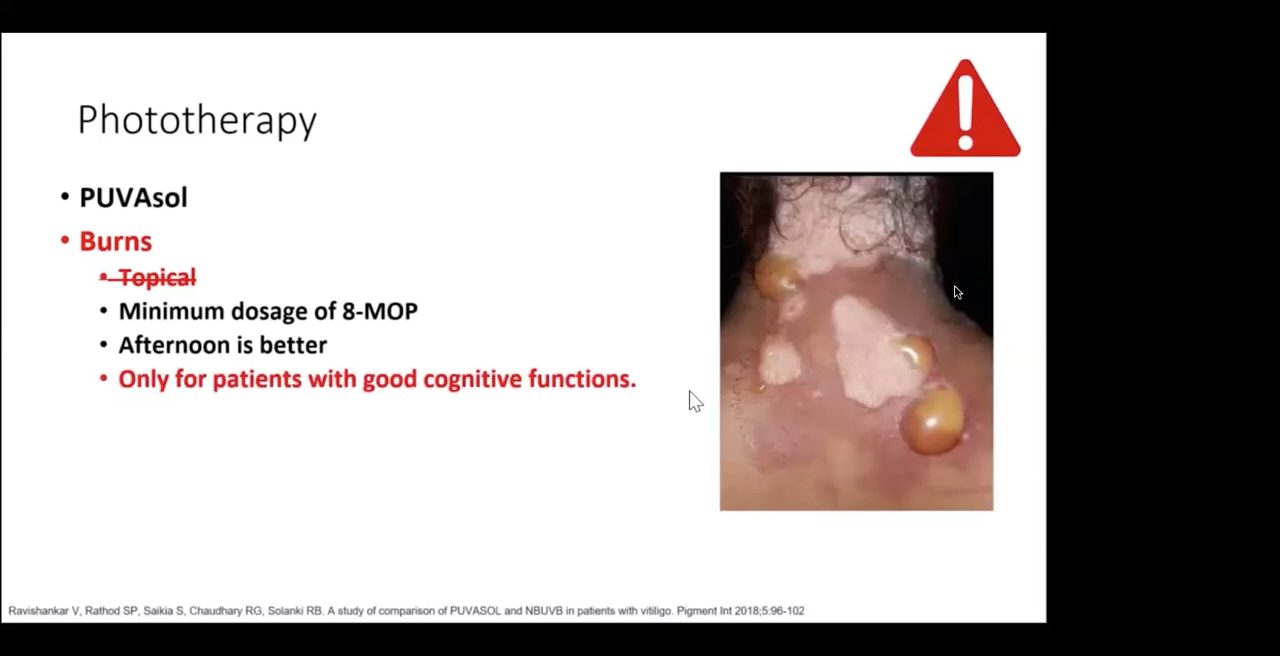 Phototherapy
• PUVAsol
• Burns
• Topical
• Minimum dosage of 8-MOP
• Afternoon is better
• Only for patients with good cognitive functions.
Ravishankar V, Rathod SP, Saikia S, Chaudhary RG, Solanki RB. A study of comparison of PUVASOL and NBUVB in patients with vitiligo. Pigment Int 2018;5:96-102